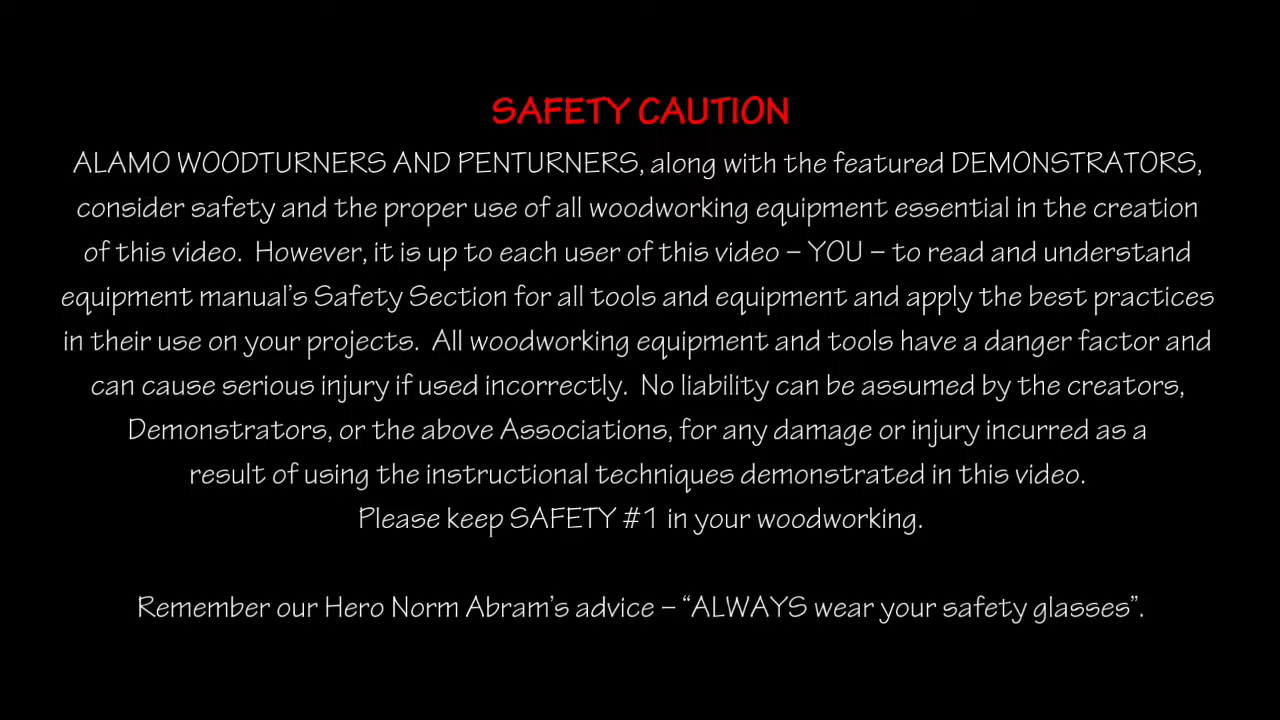 SAFETY CAUTION
ALAMO WOODTURNERS AND PENTURNERS, along with the featured DEMONSTRATORS,
consider safety and the proper use of all woodworking equipment essential in the creation
of this video.  However, it is up to each user of this video – YOU – to read and understand
equipment manual’s Safety Section for all tools and equipment and apply the best practices
in their use on your projects.  All woodworking equipment and tools have a danger factor and
can cause serious injury if used incorrectly.  No liability can be assumed by the creators,
Demonstrators, or the above Associations, for any damage or injury incurred as a
result of using the instructional techniques demonstrated in this video.
Please keep SAFETY #1 in your woodworking.
Remember our Hero Norm Abram’s advice – “ALWAYS wear your safety glasses”.